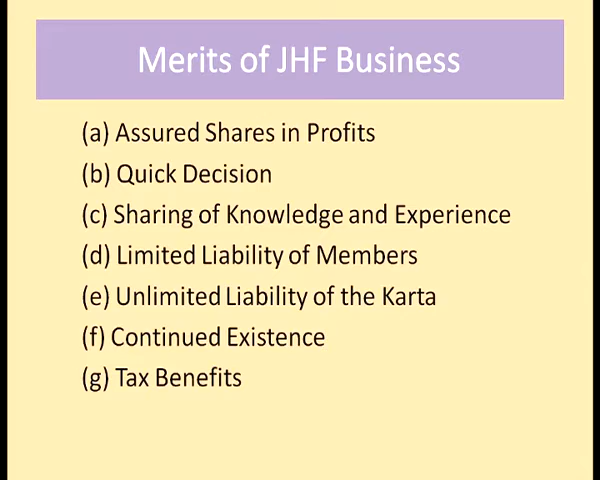 Merits of JHF Business
(a) Assured Shares in Profits
(b) Quick Decision
(c) Sharing of Knowledge and Experience
(d) Limited Liability of Members
(e) Unlimited Liability of the Karta
(f) Continued Existence
(g) Tax Benefits